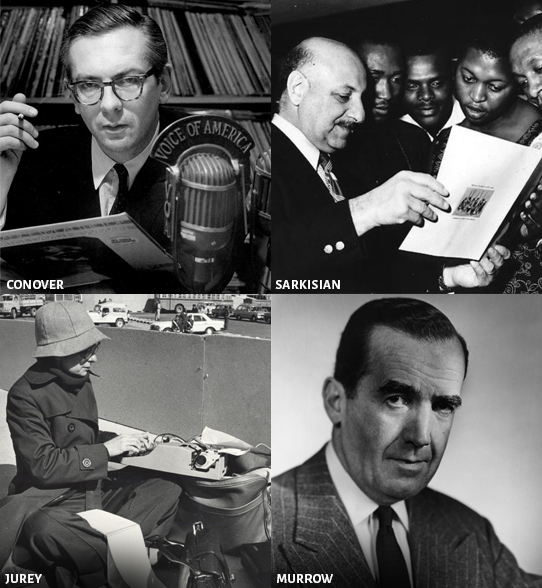 VOICE OF AMERICA
CONOVER
SARKISIAN
JUREY
MURROW